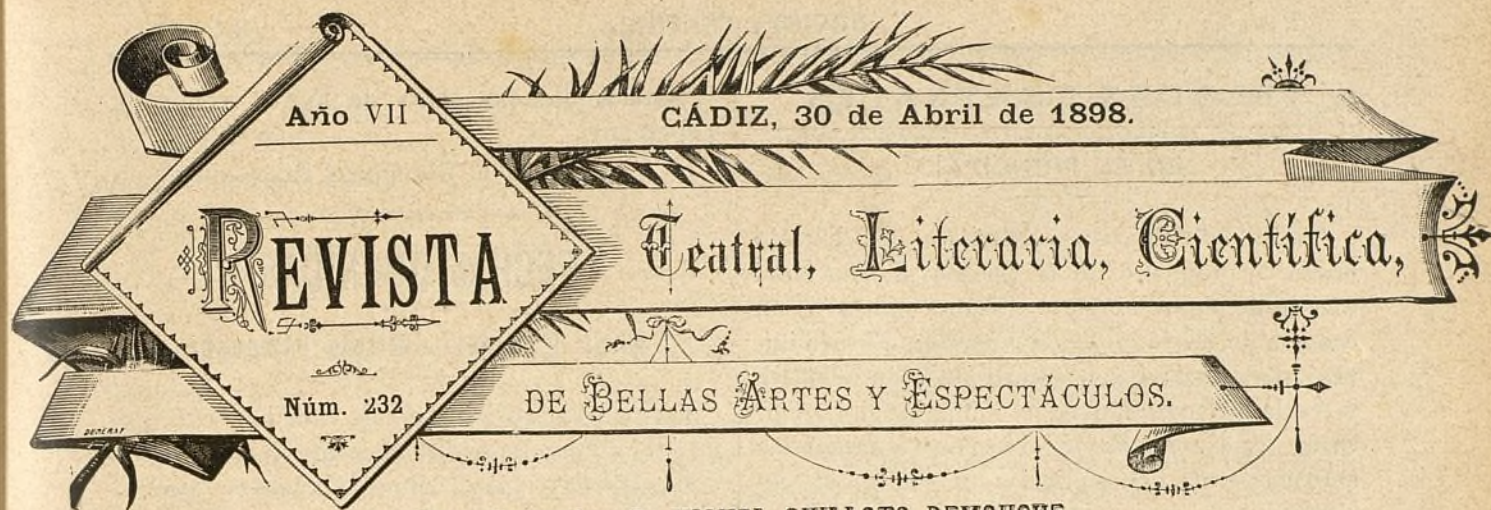 Año VII
CÁDIZ, 30 de Abril de 1898.
REVISTA
Teatral, Literaria, Científica,
Núm. 232
DE BELLAS ARTES Y ESPECTÁCULOS.